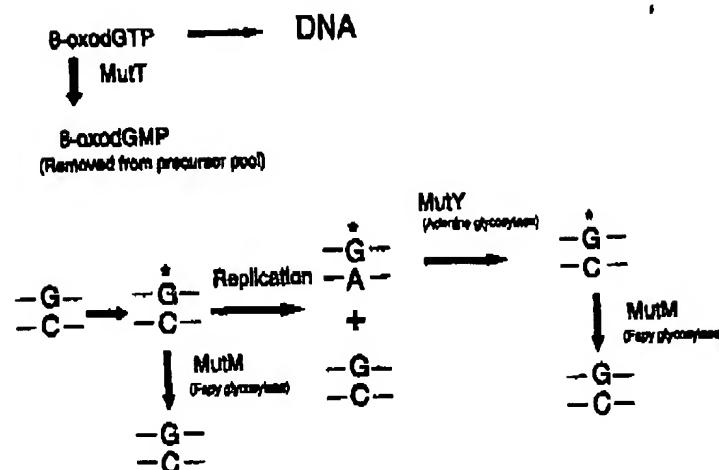 8-oxodGTP
DNA
MutT
8-oxodGMP
(Removed from precursor pool)
MutY
(Adenine glycosylase)
*
-G-
-A-
*
-G-
-C-
-G-
-C-
*
-G-
-C-
Replication
+
MutM
(Fapy glycosylase)
MutM
(Fapy glycosylase)
-G-
-C-
-G-
-C-
-G-
-C-